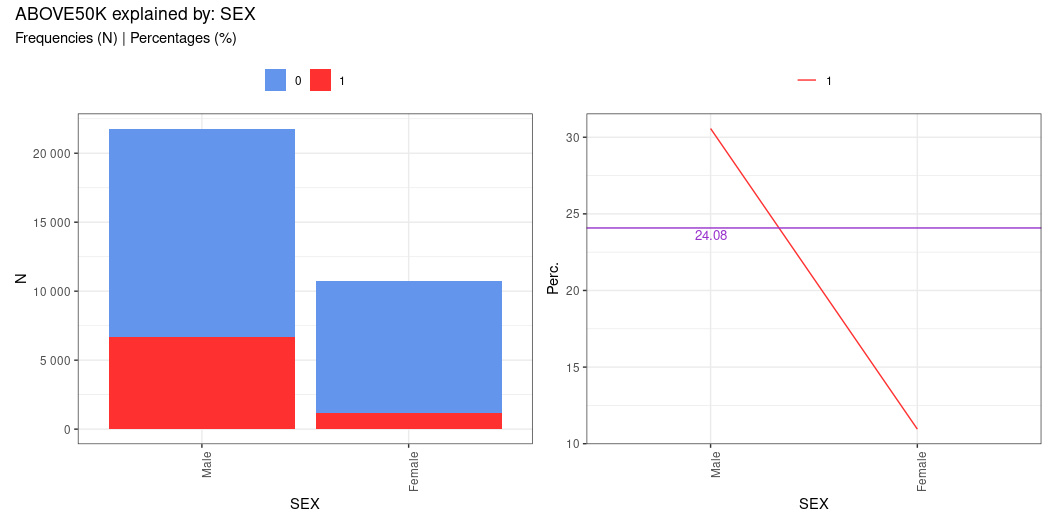 ABOVE50K explained by: SEX
Frequencies (N) | Percentages (%)
0 1
N
20 000
15 000
10 000
5 000
0
Male Female
SEX
1
Perc.
30
25
20
15
10
24.08
Male Female
SEX